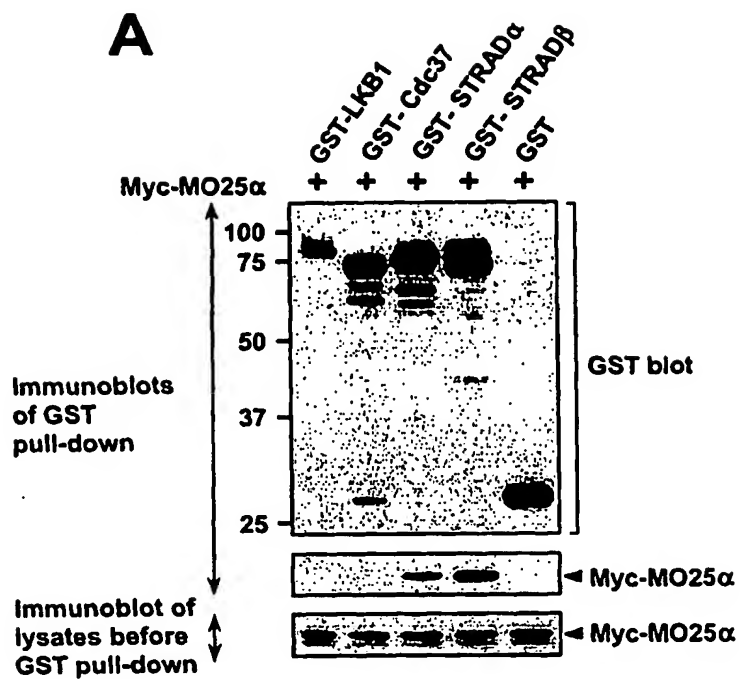 A
GST-LKB1
GST- Cdc37
GST- STRADα
GST- STRADβ
GST
Myc-MO25α + + + + +
100
75
50
37
25
GST blot
Immunoblots
of GST
pull-down
Myc-MO25α
Immunoblot of
lysates before
GST pull-down
Myc-MO25α